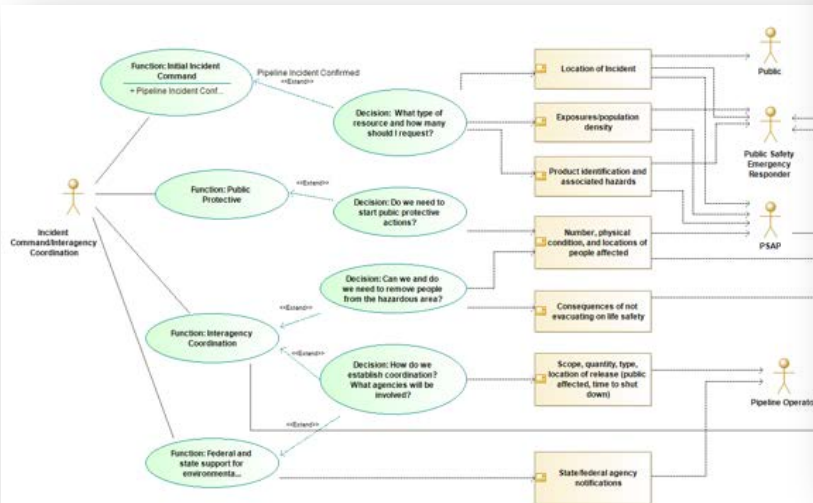 Function: Initial Incident
Command
+ Pipeline Incident Conf...
Pipeline Incident Confirmed
<<Extend>>
Decision: What type of
resource and how many
should I request?
Location of Incident
Public
Exposures/population
density
Public Safety
Emergency
Responder
Product identification and
associated hazards
Function: Public
Protective
<<Extend>>
Decision: Do we need to
start pubic protective
actions?
Incident
Command/Interagency
Coordination
Number, physical
condition, and locations of
people affected
PSAP
Decision: Can we and do
we need to remove people
from the hazardous area?
<<Extend>>
Consequences of not
evacuating on life safety
Function: Interagency
Coordination
<<Extend>>
Decision: How do we
establish coordination?
What agencies will be
involved?
Scope, quantity, type,
location of release (public
affected, time to shut
down)
Pipeline Operato
<<Extend>>
Function: Federal and
state support for
environmenta...
State/federal agency
notifications